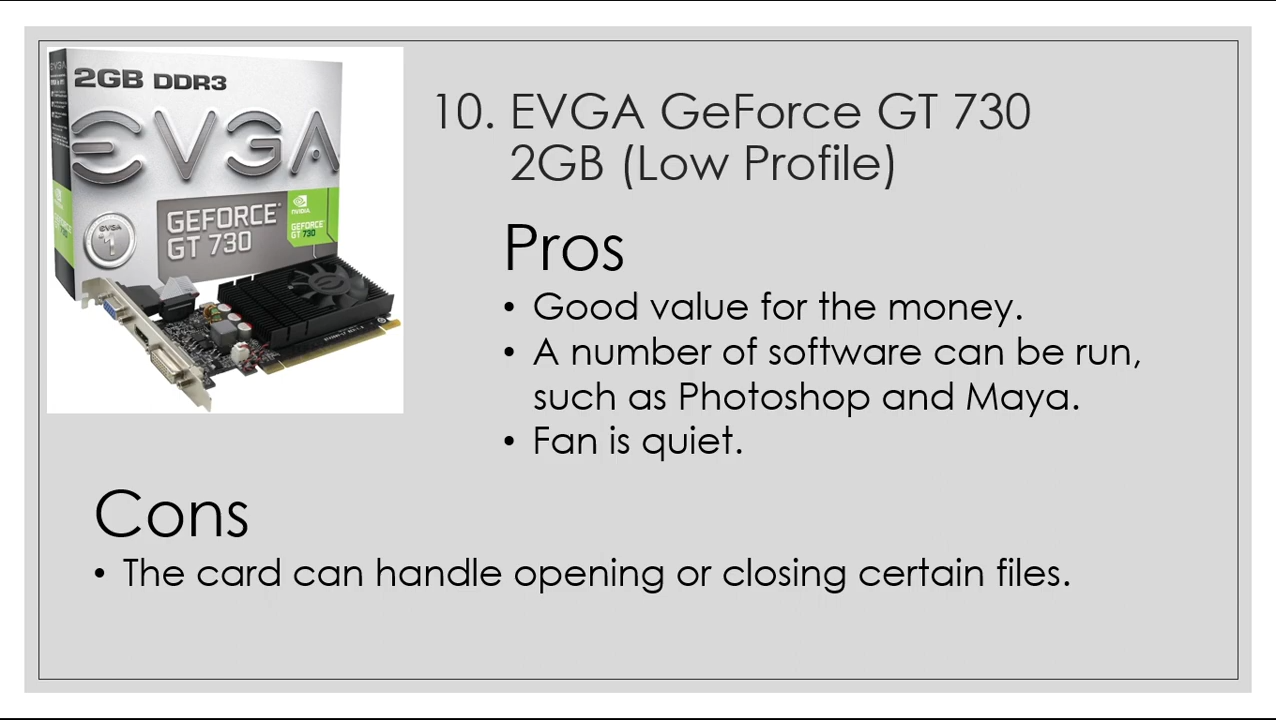 2GB DDR3
EVGA
GEFORCE
GT 730
NVIDIA
GEFORCE
GT 730
EVGA
10. EVGA GeForce GT 730
2GB (Low Profile)
Pros
• Good value for the money.
• A number of software can be run,
such as Photoshop and Maya.
• Fan is quiet.
Cons
• The card can handle opening or closing certain files.